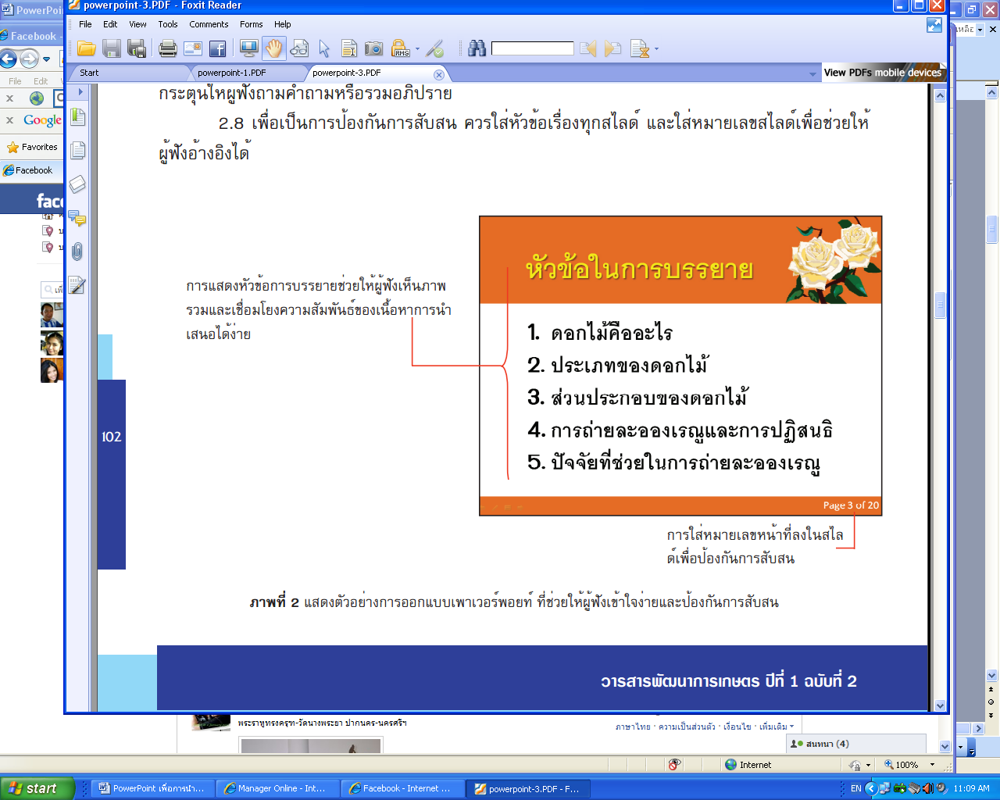 PowerPoin
powerpoint-3.PDF - Foxit Reader
File Edit View Tools Comments Forms Help
RMS
Start
powerpoint-1.PDF
powerpoint-3.PDF
View PDFs mobile devices
Facebook -
File Edit
Google
Favorites
Facebook
กระตุ้นให้ผู้ฟังถามคำถามหรือร่วมอภิปราย
2.8 เพื่อเป็นการป้องกันการสับสน ควรใส่หัวข้อเรื่องทุกสไลด์ และใส่หมายเลขสไลด์เพื่อช่วยให้
ผู้ฟังอ้างอิงได้
การแสดงหัวข้อการบรรยายช่วยให้ผู้ฟังเห็นภาพ
รวมและเชื่อมโยงความสัมพันธ์ของเนื้อหาการนำ
เสนอได้ง่าย
หัวข้อในการบรรยาย
1. ดอกไม้คืออะไร
2. ประเภทของดอกไม้
3. ส่วนประกอบของดอกไม้
4. การถ่ายละอองเรณูและการปฏิสนธิ
5. ปัจจัยที่ช่วยในการถ่ายละอองเรณู
Page 3 of 20
การใส่หมายเลขหน้าที่ลงในสไล
ด์เพื่อป้องกันการสับสน
102
ภาพที่ 2 แสดงตัวอย่างการออกแบบเพาเวอร์พอยท์ ที่ช่วยให้ผู้ฟังเข้าใจง่ายและป้องกันการสับสน
วารสารพัฒนาการเกษตร ปีที่ 1 ฉบับที่ 2
พระราหูทรงครุฑ-วัดนางพระยา ปากนคร-นครศรีฯ
ภาษาไทย · ความเป็นส่วนตัว · เงื่อนไข · เพิ่มเติม
สนทนา (4)
Internet
100%
start
PowerPoint เพื่อการนำ...
Manager Online - Int...
Facebook - Internet ...
powerpoint-3.PDF - F...
EN
11:09 AM